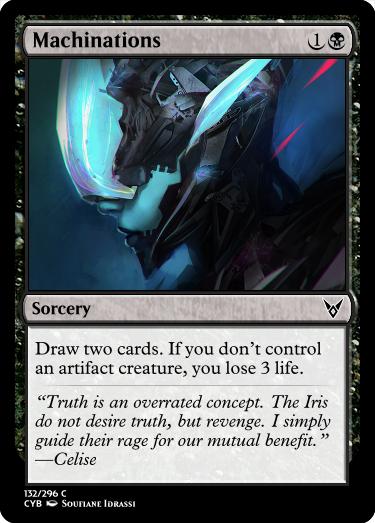 Machinations 1
Sorcery
Draw two cards. If you don't control
an artifact creature, you lose 3 life.
“Truth is an overrated concept. The Iris
do not desire truth, but revenge. I simply
guide their rage for our mutual benefit.”
—Celise
132/296 C
CYB Soufiane Idrassi